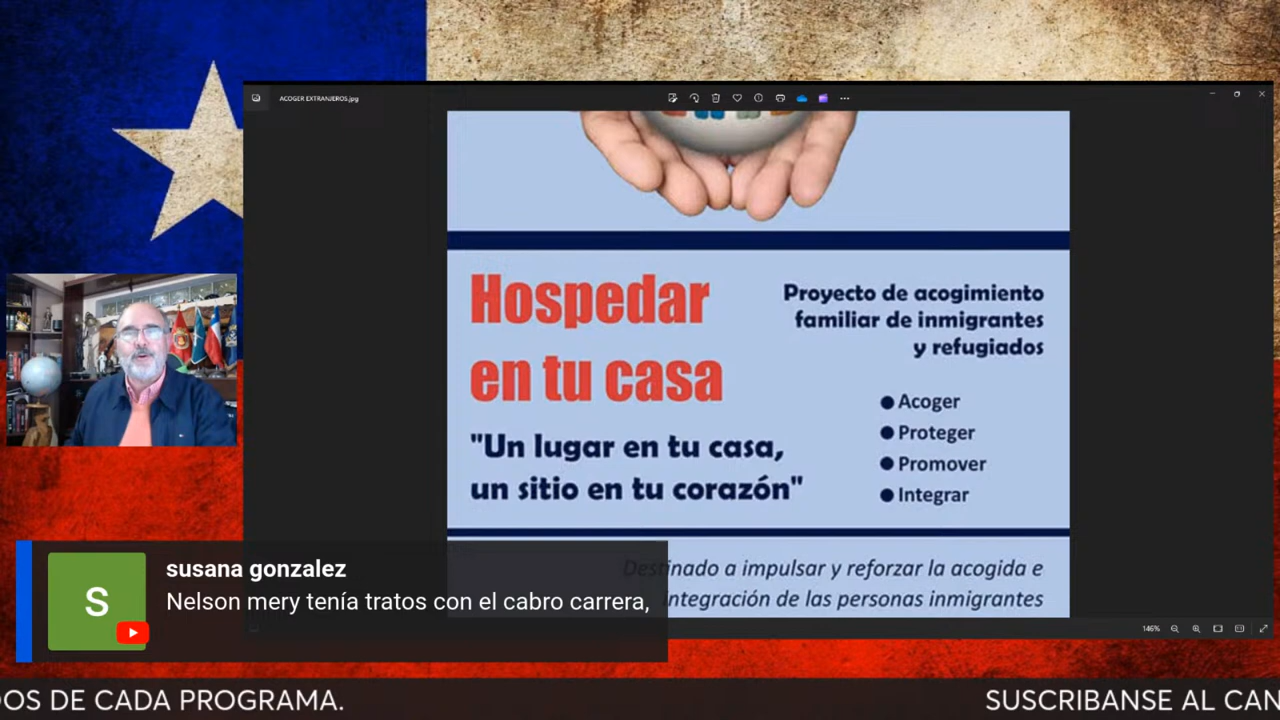 ACOGER EXTRANJEROS.jpg
Hospedar
en tu casa
"Un lugar en tu casa,
un sitio en tu corazón"
Proyecto de acogimiento
familiar de inmigrantes
y refugiados
● Acoger
● Proteger
● Promover
● Integrar
Destinado a impulsar y reforzar la acogida e
integración de las personas inmigrantes
S
susana gonzalez
Nelson mery tenía tratos con el cabro carrera,
146%
OS DE CADA PROGRAMA.
SUSCRIBANSE AL CAN